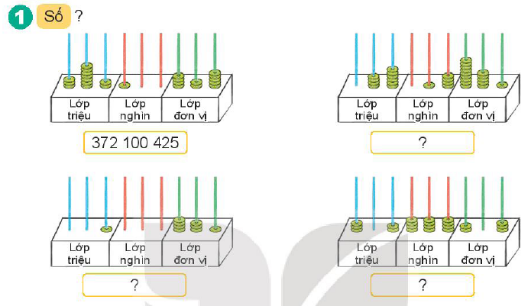 1 Số ?
Lớp triệu Lớp nghìn Lớp đơn vị
372 100 425
Lớp triệu Lớp nghìn Lớp đơn vị
?
Lớp triệu Lớp nghìn Lớp đơn vị
?
Lớp triệu Lớp nghìn Lớp đơn vị
?